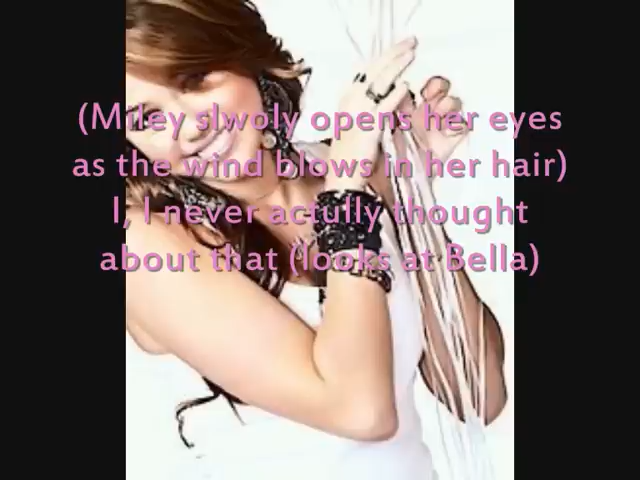 (Miley slwoly opens her eyes
as the wind blows in her hair)
I, I never actully thought
about that (looks at Bella)